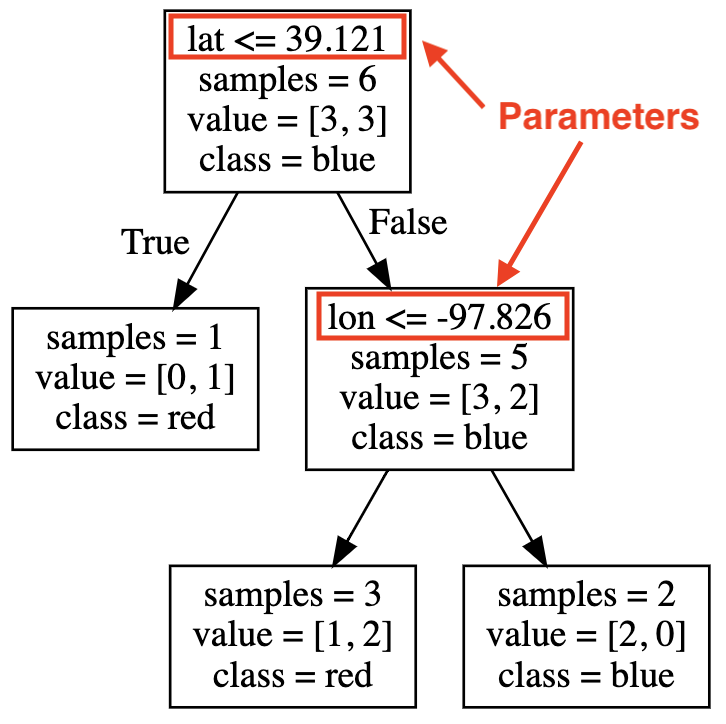 lat <= 39.121
samples = 6
value = [3, 3]
class = blue
Parameters
True
False
samples = 1
value = [0, 1]
class = red
lon <= -97.826
samples = 5
value = [3, 2]
class = blue
samples = 3
value = [1, 2]
class = red
samples = 2
value = [2, 0]
class = blue